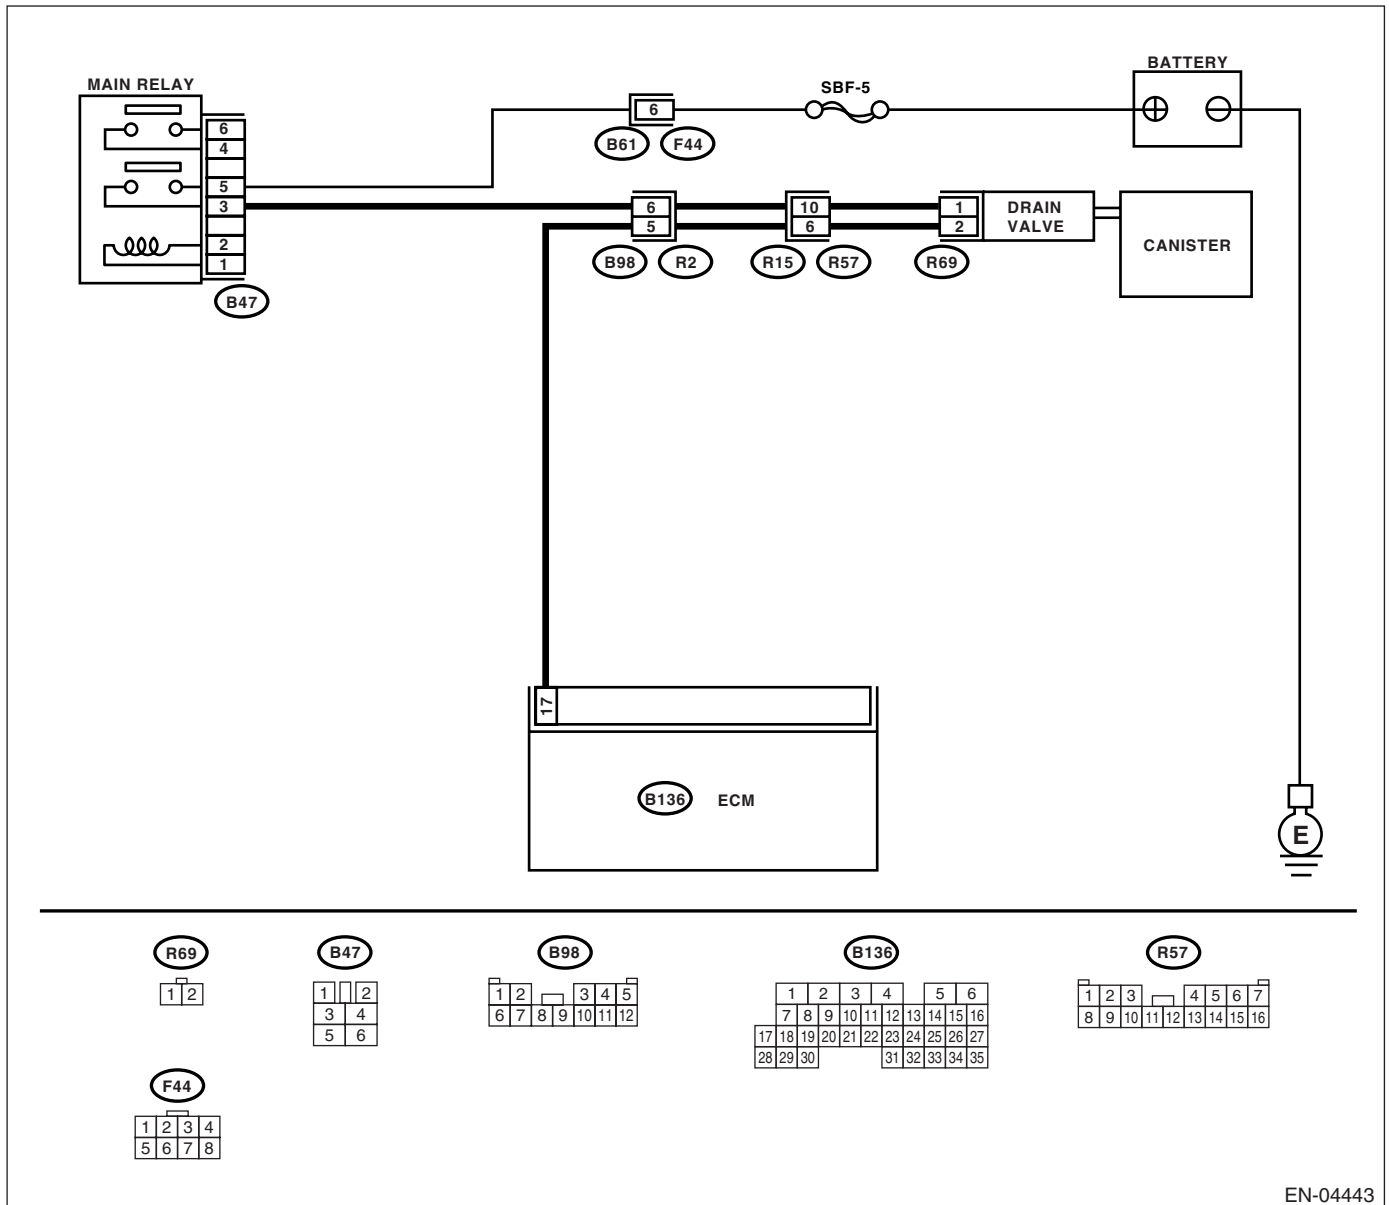 BATTERY
MAIN RELAY
SBF-5
6
B61 F44
6
4
5
3
2
1
B47
6
5
B98 R2
10
6
R15 R57
1
2
R69
DRAIN
VALVE
CANISTER
17
B136 ECM
E
R69
1 2
B47
1 2
3 4
5 6
B98
1 2 3 4 5
6 7 8 9 10 11 12
B136
1 2 3 4 5 6
7 8 9 10 11 12 13 14 15 16
17 18 19 20 21 22 23 24 25 26 27
28 29 30 31 32 33 34 35
R57
1 2 3 4 5 6 7
8 9 10 11 12 13 14 15 16
F44
1 2 3 4
5 6 7 8
EN-04443